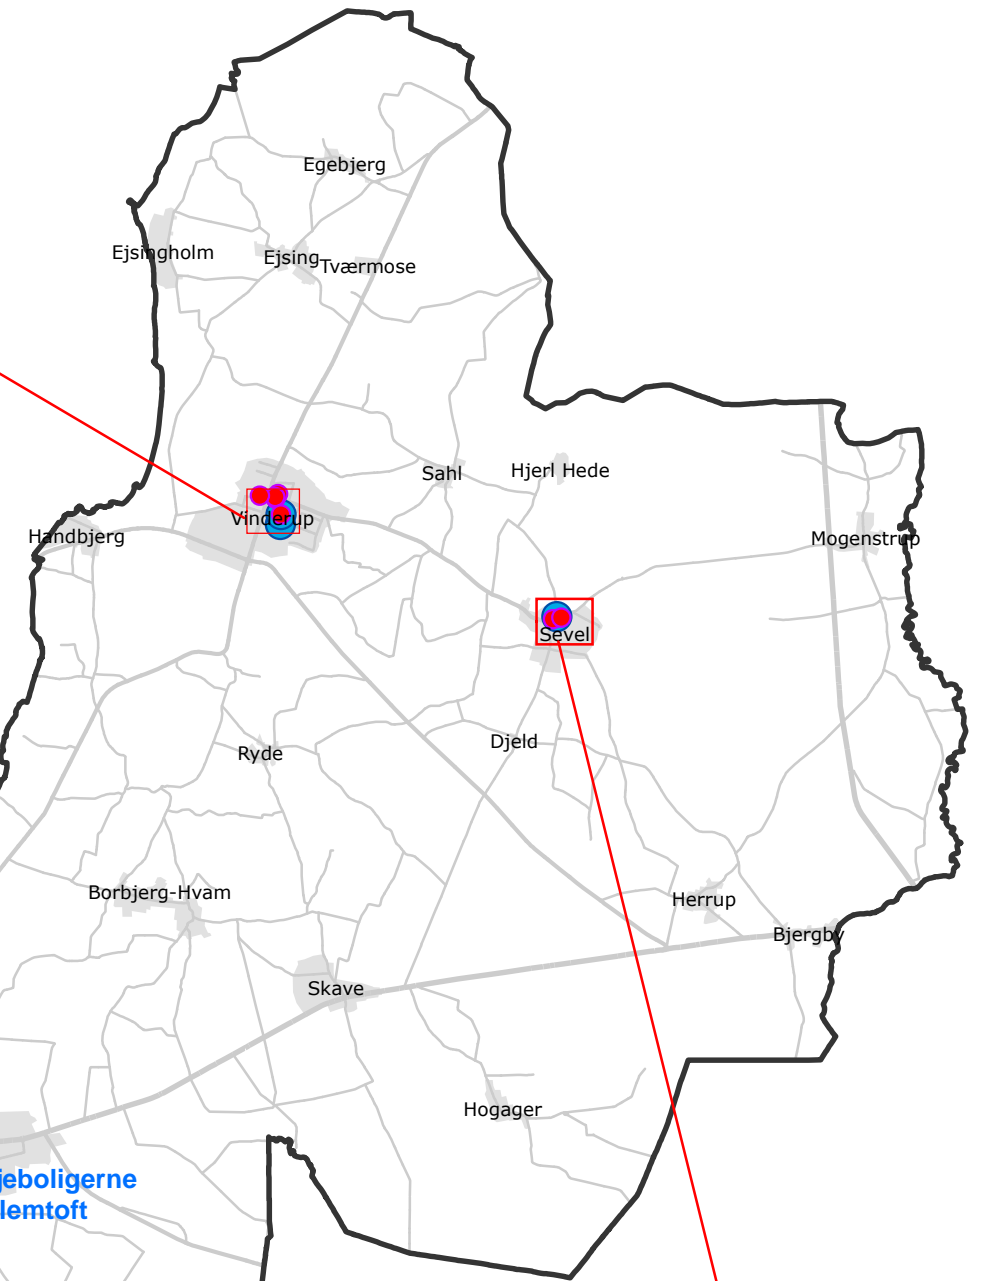 Egebjerg
Ejsingholm
Ejsing
Tværmose
Sahl
Hjerl Hede
Vinderup
Handbjerg
Mogenstrup
Sevel
Djeld
Ryde
Borbjerg-Hvam
Herrup
Bjergby
Skave
Hogager
jeboligerne
lemtoft